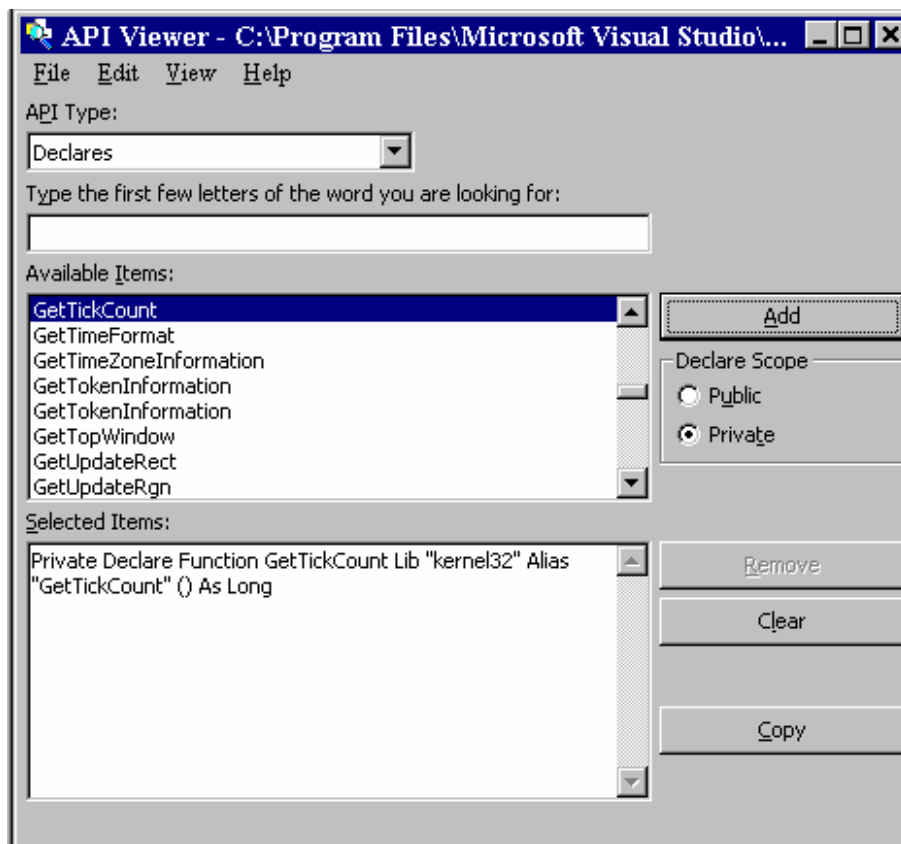 API Viewer - C:\Program Files\Microsoft Visual Studio\...
File Edit View Help
API Type:
Declares
Type the first few letters of the word you are looking for:
Available Items:
GetTickCount
GetTimeFormat
GetTimeZoneInformation
GetTokenInformation
GetTokenInformation
GetTopWindow
GetUpdateRect
GetUpdateRgn
Add
Declare Scope
Public
Private
Selected Items:
Private Declare Function GetTickCount Lib "kernel32" Alias
"GetTickCount" () As Long
Remove
Clear
Copy